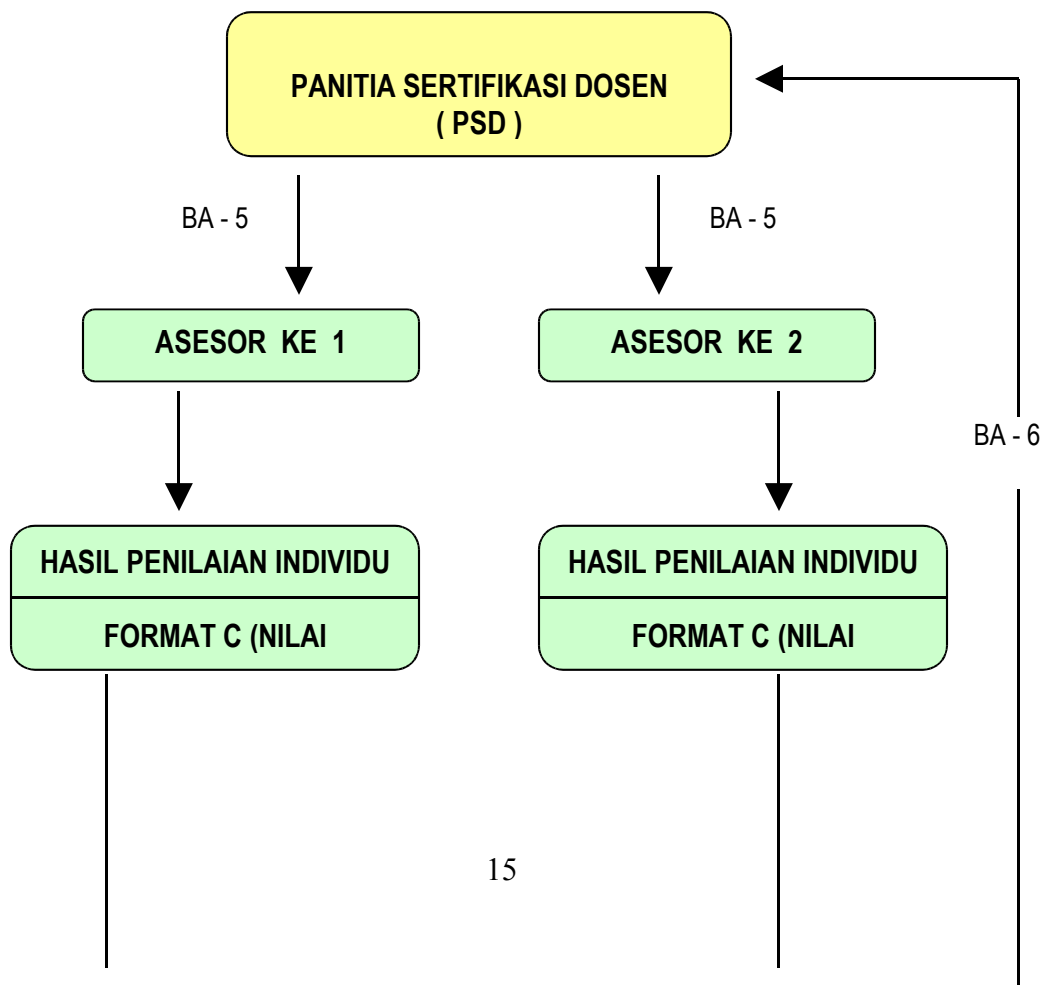 PANITIA SERTIFIKASI DOSEN
( PSD )
BA - 5
BA - 5
ASESOR KE 1
ASESOR KE 2
BA - 6
HASIL PENILAIAN INDIVIDU
FORMAT C (NILAI
HASIL PENILAIAN INDIVIDU
FORMAT C (NILAI
15